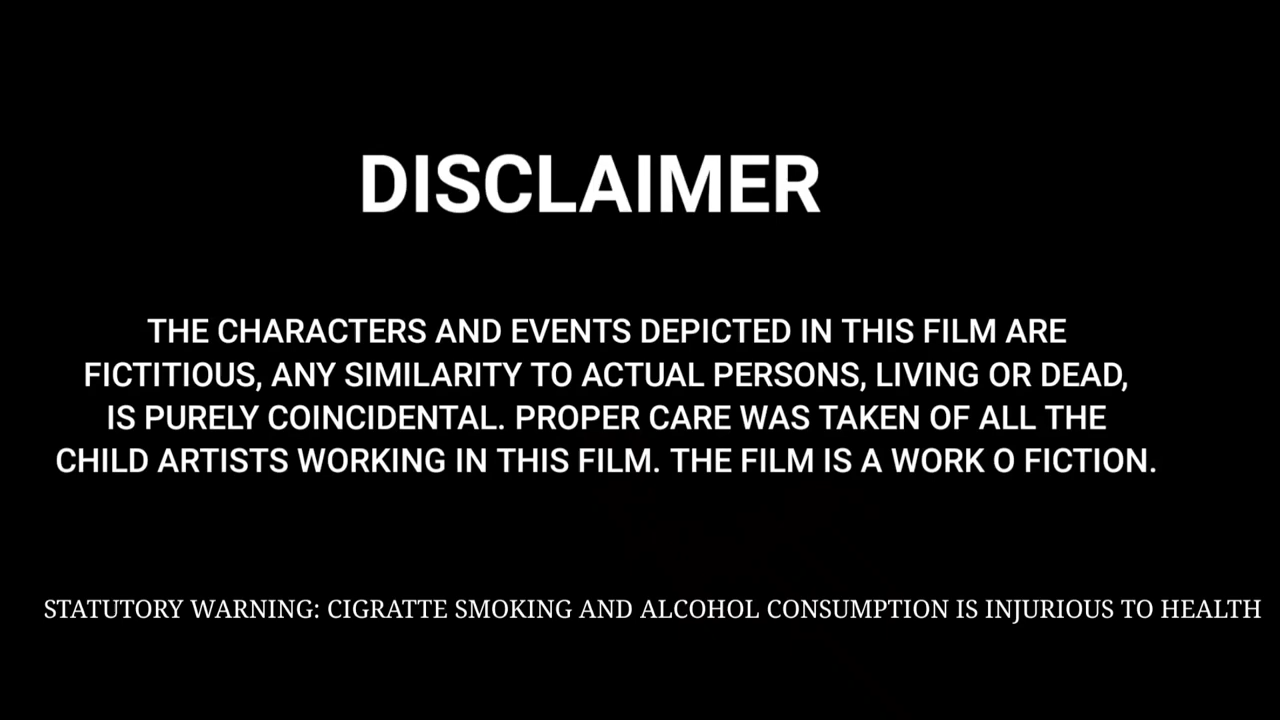 DISCLAIMER
THE CHARACTERS AND EVENTS DEPICTED IN THIS FILM ARE
FICTITIOUS, ANY SIMILARITY TO ACTUAL PERSONS, LIVING OR DEAD,
IS PURELY COINCIDENTAL. PROPER CARE WAS TAKEN OF ALL THE
CHILD ARTISTS WORKING IN THIS FILM. THE FILM IS A WORK O FICTION.
STATUTORY WARNING: CIGRATTE SMOKING AND ALCOHOL CONSUMPTION IS INJURIOUS TO HEALTH